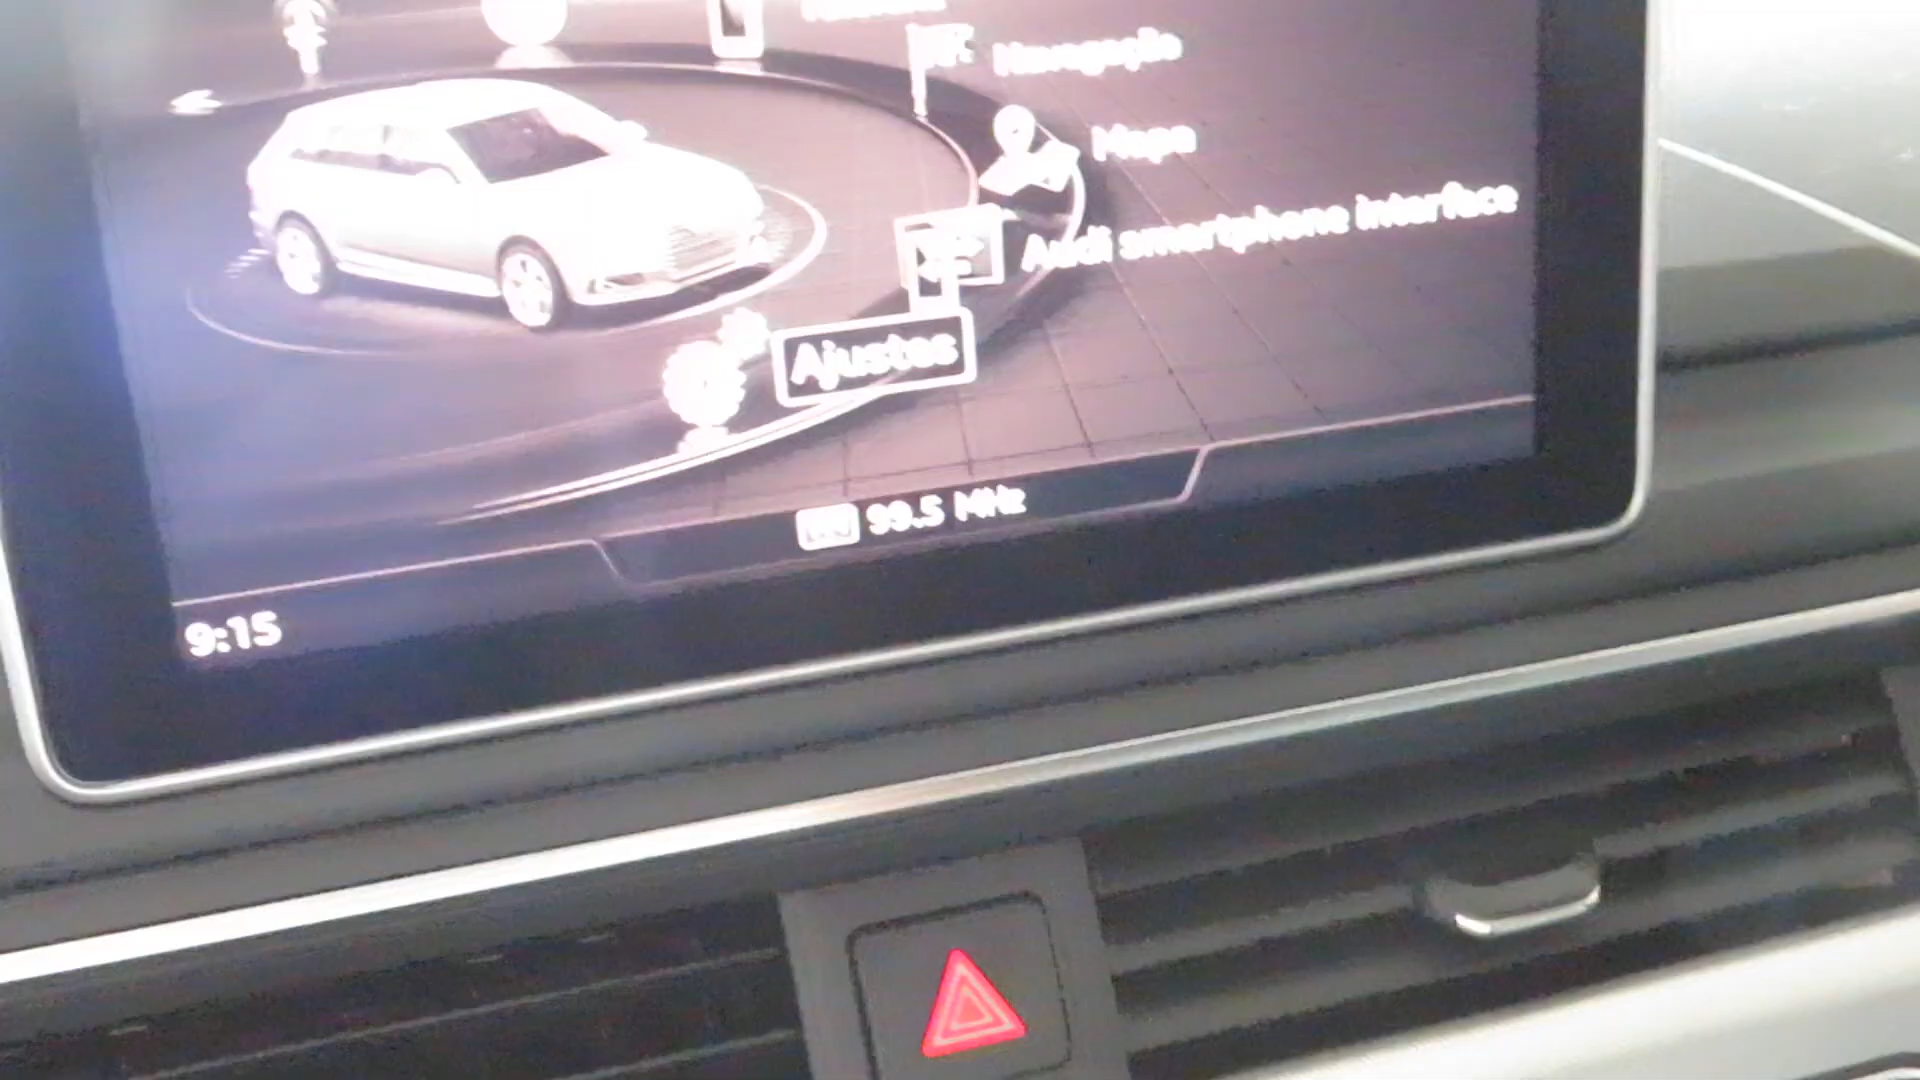 Navegação
Mapa
Audi smartphone interface
Ajustes
99.5 MHz
9:15